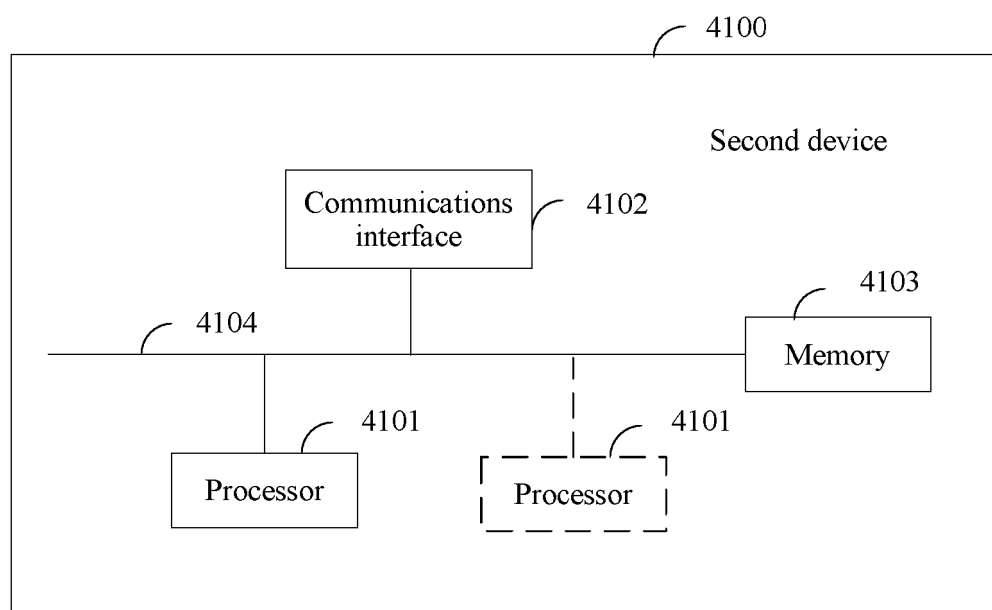 4100
Second device
Communications
interface
4102
4103
4104
Memory
4101
4101
Processor
Processor